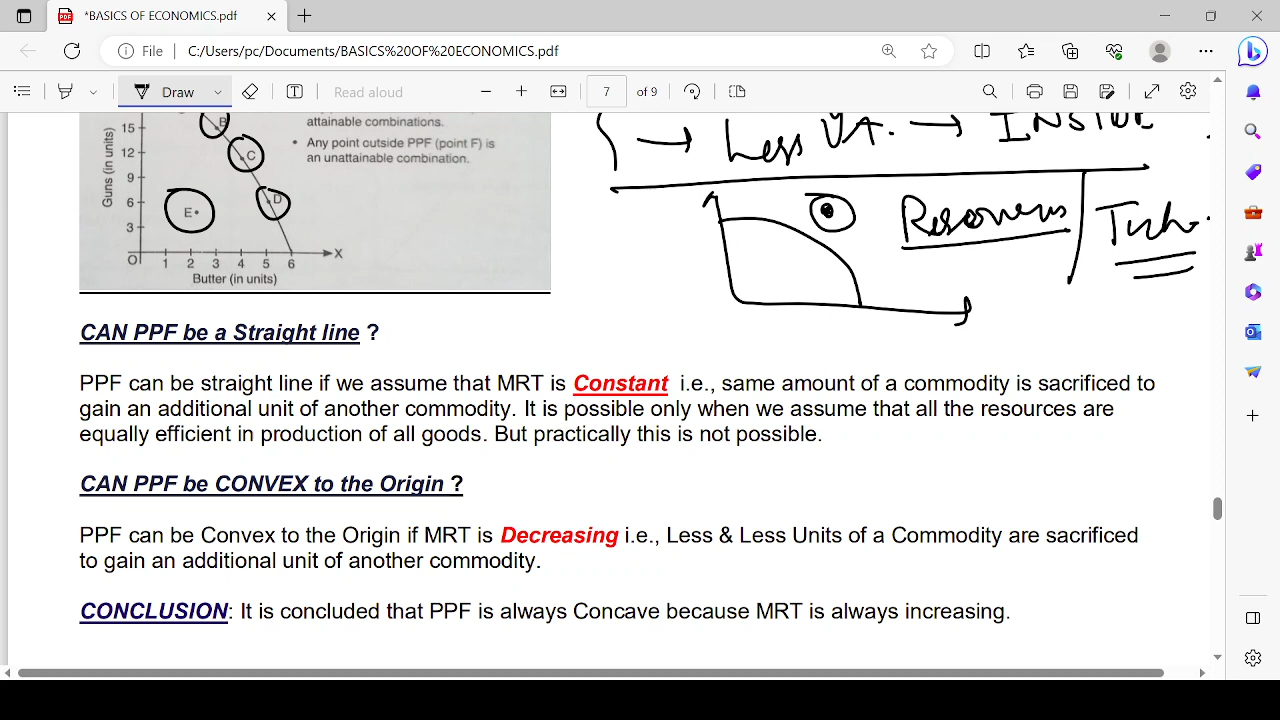 *BASICS OF ECONOMICS.pdf
File
C:/Users/pc/Documents/BASICS%20OF%20ECONOMICS.pdf
Draw
Read aloud
7 of 9
15
12
9
6
3
O
1 2 3 4 5 6
X
Guns (in units)
Butter (in units)
B
C
D
E
attainable combinations.
• Any point outside PPF (point F) is
an unattainable combination.
→ Less → INSIDE
Resources
CAN PPF be a Straight line ?
PPF can be straight line if we assume that MRT is Constant i.e., same amount of a commodity is sacrificed to
gain an additional unit of another commodity. It is possible only when we assume that all the resources are
equally efficient in production of all goods. But practically this is not possible.
CAN PPF be CONVEX to the Origin ?
PPF can be Convex to the Origin if MRT is Decreasing i.e., Less & Less Units of a Commodity are sacrificed
to gain an additional unit of another commodity.
CONCLUSION: It is concluded that PPF is always Concave because MRT is always increasing.